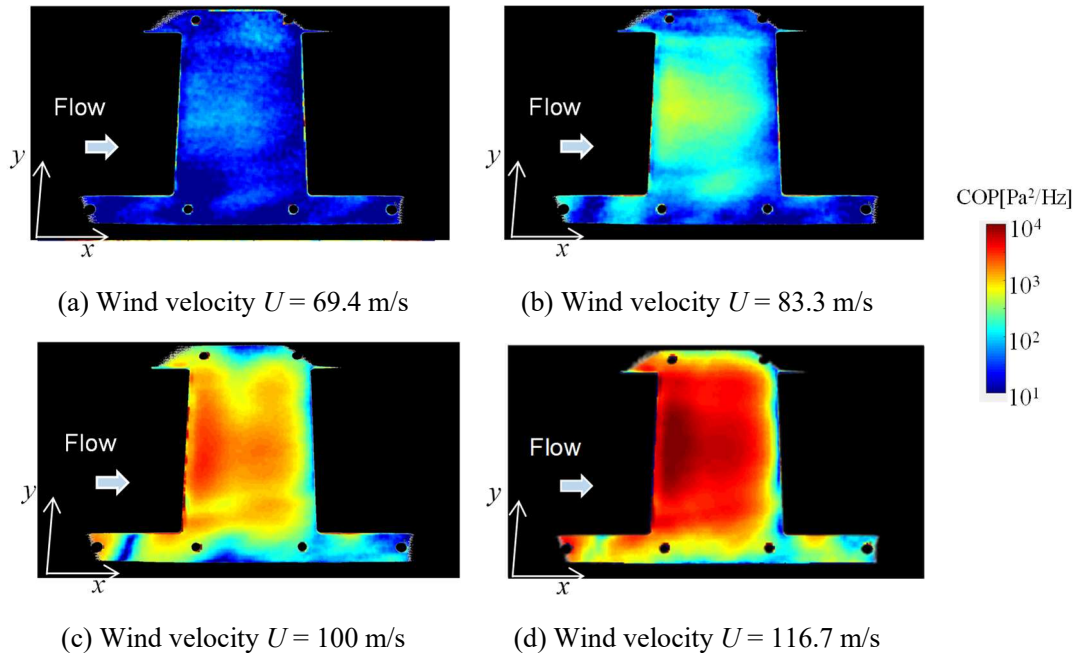 Flow
y
x
(a) Wind velocity U = 69.4 m/s
Flow
y
x
(b) Wind velocity U = 83.3 m/s
COP[Pa²/Hz]
10⁴
10³
10²
10¹
Flow
y
x
(c) Wind velocity U = 100 m/s
Flow
y
x
(d) Wind velocity U = 116.7 m/s